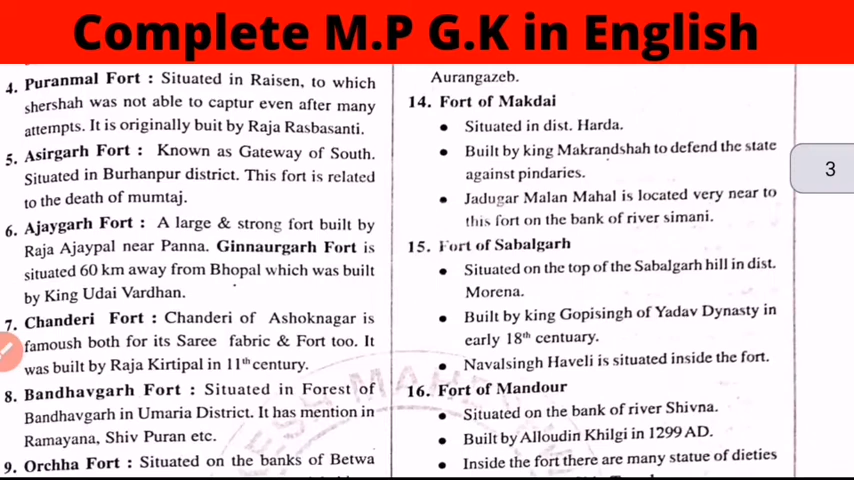 Complete M.P G.K in English
4. Puranmal Fort : Situated in Raisen, to which
shershah was not able to captur even after many
attempts. It is originally buit by Raja Rasbasanti.
5. Asirgarh Fort : Known as Gateway of South.
Situated in Burhanpur district. This fort is related
to the death of mumtaj.
6. Ajaygarh Fort : A large & strong fort built by
Raja Ajaypal near Panna. Ginnaurgarh Fort is
situated 60 km away from Bhopal which was built
by King Udai Vardhan.
7. Chanderi Fort : Chanderi of Ashoknagar is
famoush both for its Saree fabric & Fort too. It
was built by Raja Kirtipal in 11th century.
8. Bandhavgarh Fort : Situated in Forest of
Bandhavgarh in Umaria District. It has mention in
Ramayana, Shiv Puran etc.
9. Orchha Fort : Situated on the banks of Betwa
Aurangazeb.
14. Fort of Makdai
• Situated in dist. Harda.
• Built by king Makrandshah to defend the state
against pindaries.
• Jadugar Malan Mahal is located very near to
this fort on the bank of river simani.
15. Fort of Sabalgarh
• Situated on the top of the Sabalgarh hill in dist.
Morena.
• Built by king Gopisingh of Yadav Dynasty in
early 18th centuary.
• Navalsingh Haveli is situated inside the fort.
16. Fort of Mandour
• Situated on the bank of river Shivna.
• Built by Alloudin Khilgi in 1299 AD.
• Inside the fort there are many statue of dieties
3